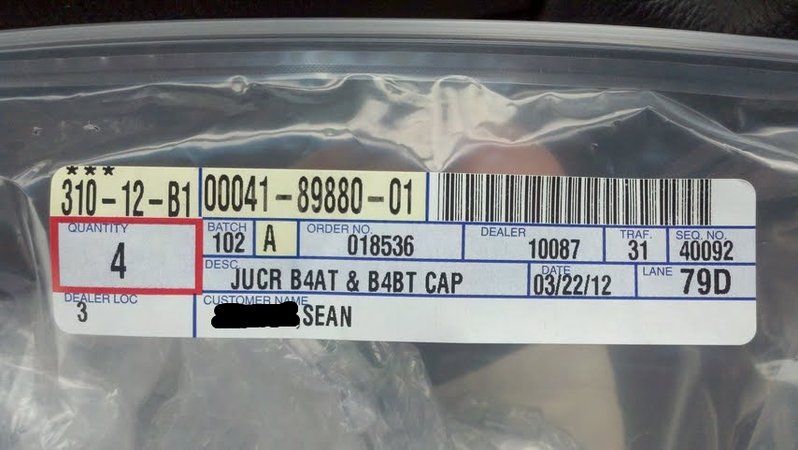 ***
310-12-B1 00041-89880-01
QUANTITY 4
BATCH 102 A ORDER NO. 018536 DEALER 10087 TRAF. 31 SEQ. NO. 40092
DESC JUCR B4AT & B4BT CAP DATE 03/22/12 LANE 79D
DEALER LOC 3 CUSTOMER NAME SEAN